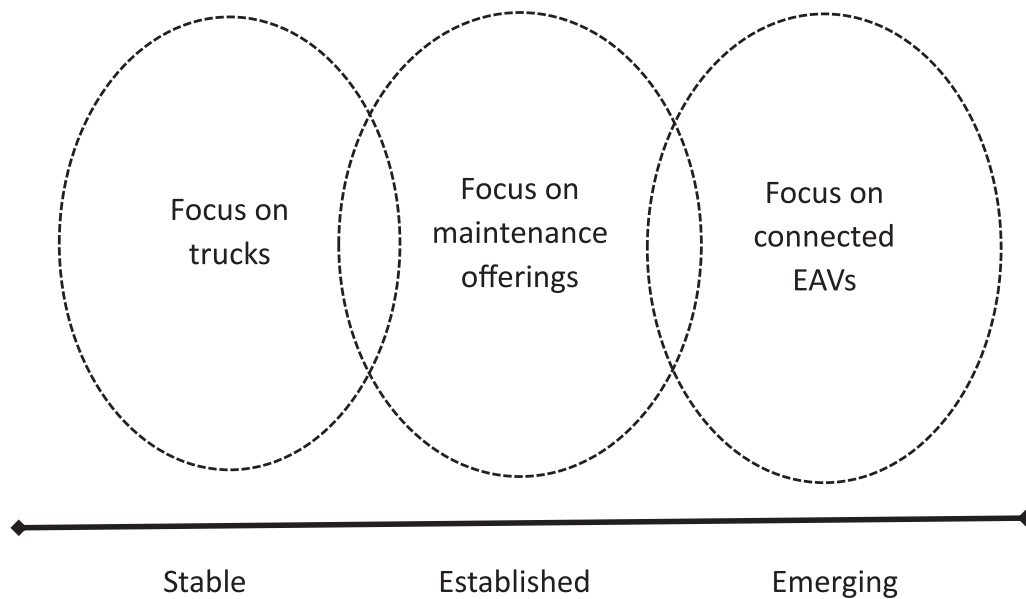 Focus on
trucks
Focus on
maintenance
offerings
Focus on
connected
EAVs
Stable
Established
Emerging